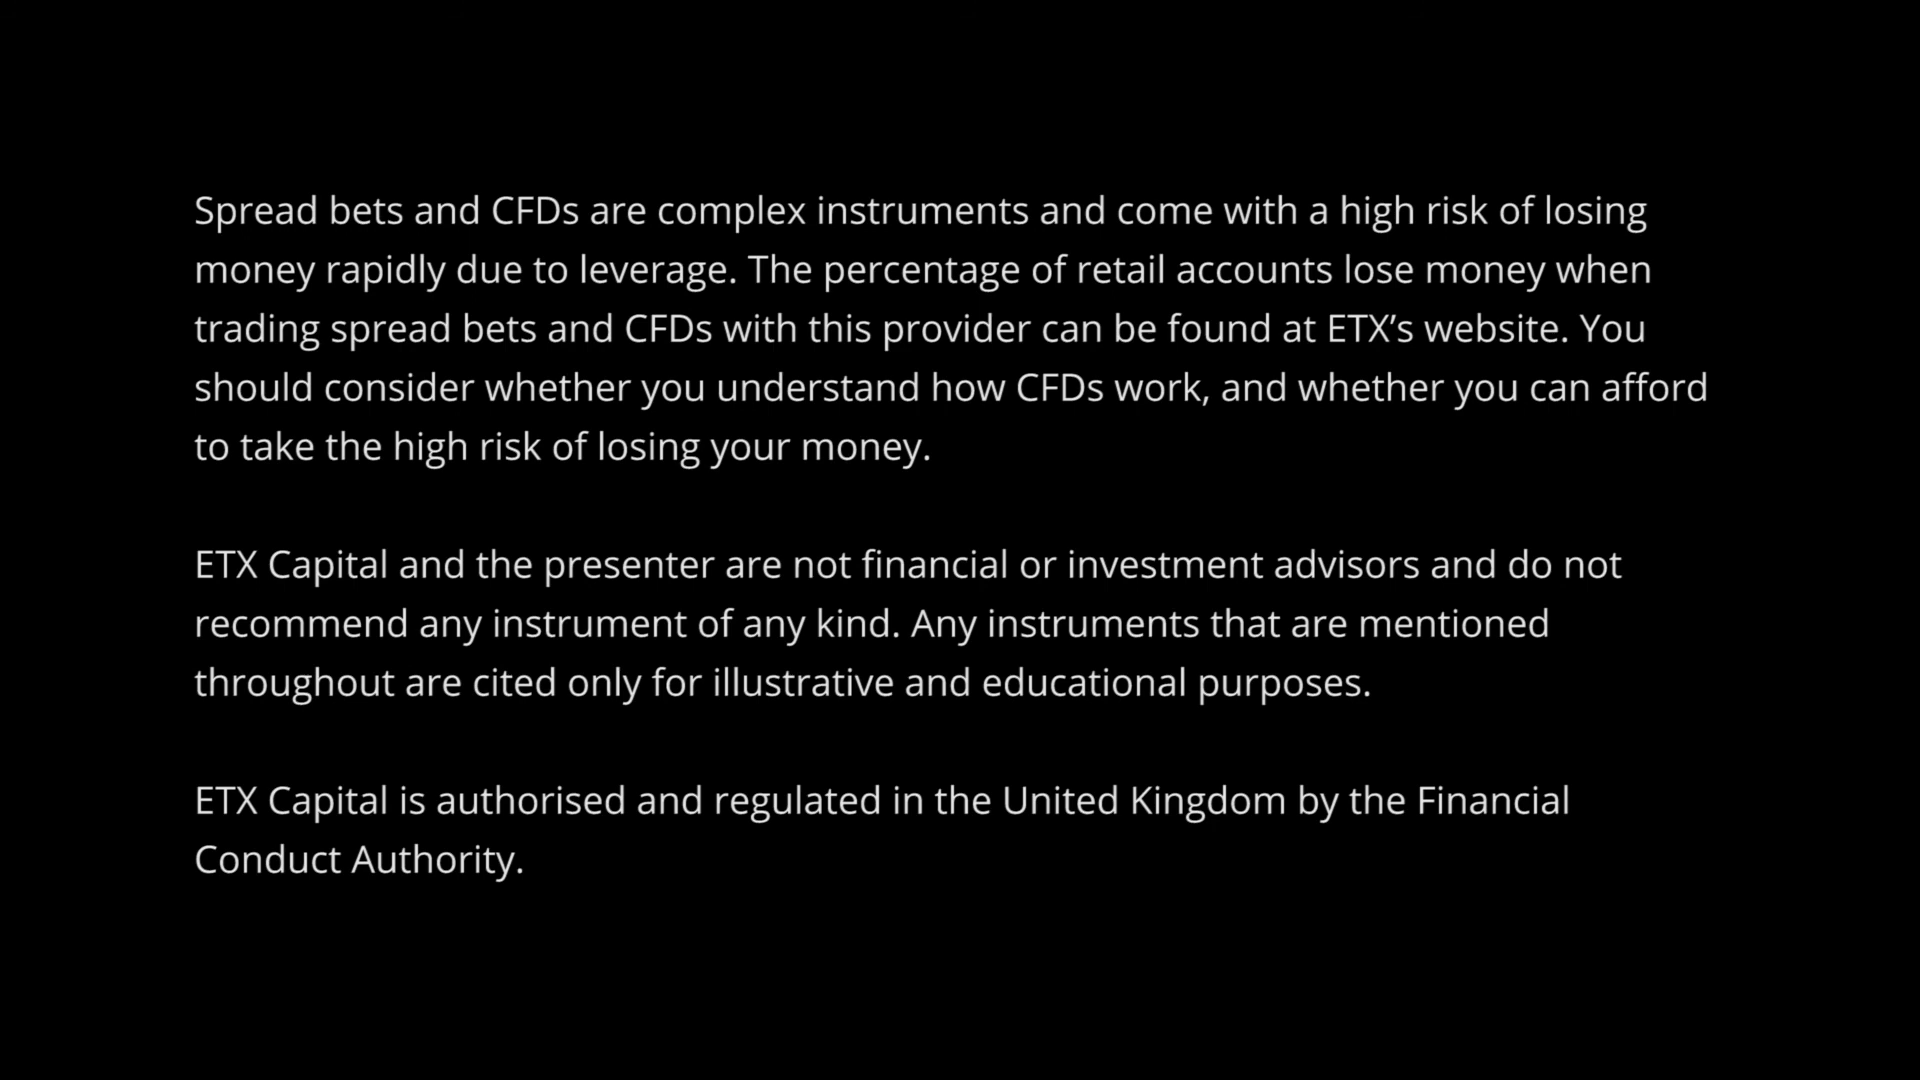 Spread bets and CFDs are complex instruments and come with a high risk of losing
money rapidly due to leverage. The percentage of retail accounts lose money when
trading spread bets and CFDs with this provider can be found at ETX’s website. You
should consider whether you understand how CFDs work, and whether you can afford
to take the high risk of losing your money.
ETX Capital and the presenter are not financial or investment advisors and do not
recommend any instrument of any kind. Any instruments that are mentioned
throughout are cited only for illustrative and educational purposes.
ETX Capital is authorised and regulated in the United Kingdom by the Financial
Conduct Authority.